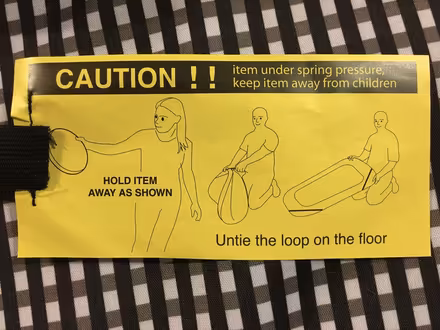 CAUTION !!
item under spring pressure,
keep item away from children
HOLD ITEM
AWAY AS SHOWN
Untie the loop on the floor